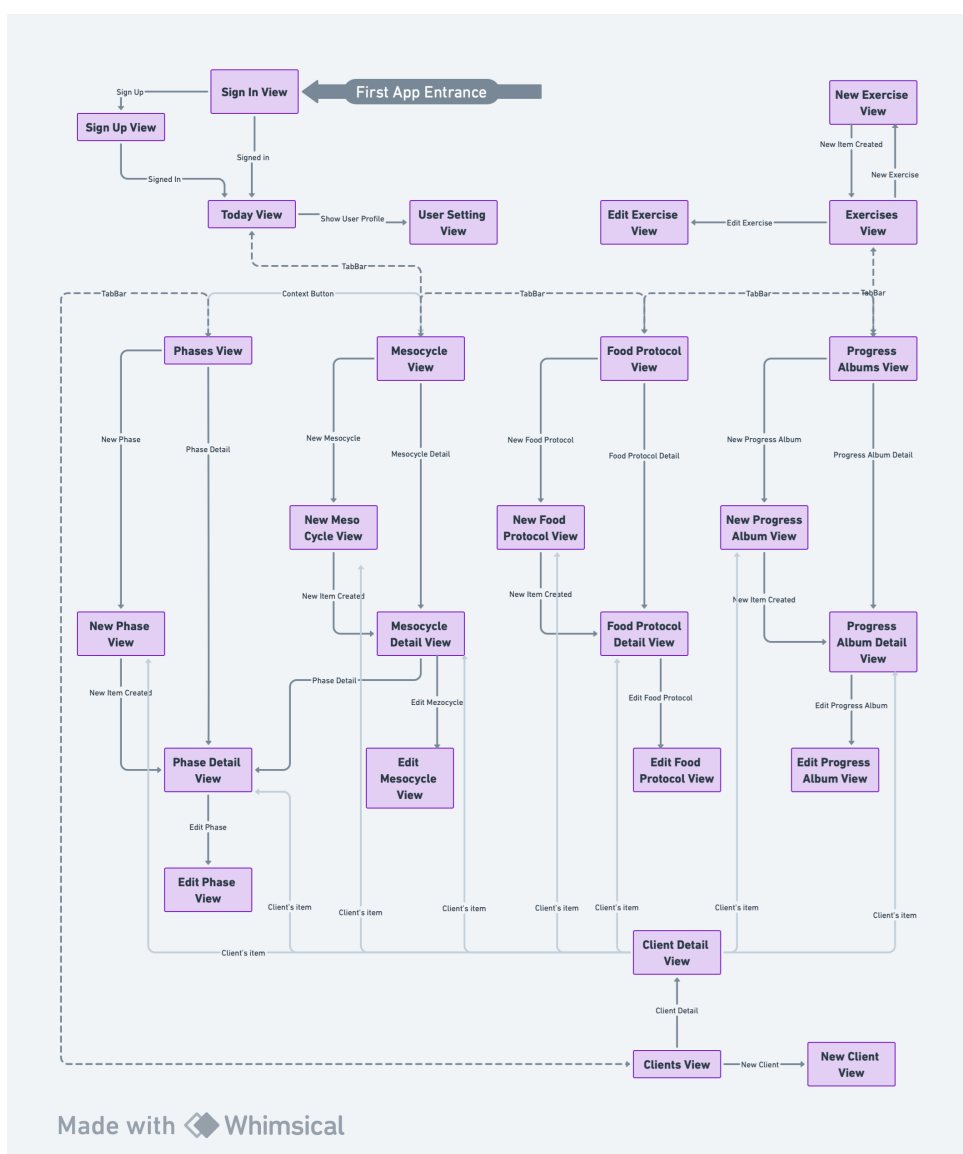 Sign In View
First App Entrance
Sign Up
New Exercise
View
Sign Up View
New Item Created
Signed in
New Exercise
Signed In
Today View
Show User Profile
User Setting
View
Edit Exercise
View
Edit Exercise
Exercises
View
TabBar
TabBar
Context Button
TabBar
TabBar
TabBar
Phases View
Mesocycle
View
Food Protocol
View
Progress
Albums View
New Phase
Phase Detail
New Mesocycle
Mesocycle Detail
New Food Protocol
Food Protocol Detail
New Progress Album
Progress Album Detail
New Meso
Cycle View
New Food
Protocol View
New Progress
Album View
New Item Created
New Item Created
New Item Created
New Phase
View
Mesocycle
Detail View
Food Protocol
Detail View
Progress
Album Detail
View
New Item Created
Phase Detail
Edit Mezocycle
Edit Food Protocol
Edit Progress Album
Phase Detail
View
Edit
Mesocycle
View
Edit Food
Protocol View
Edit Progress
Album View
Edit Phase
Edit Phase
View
Client's item
Client's item
Client's item
Client's item
Client's item
Client's item
Client's item
Client's item
Client Detail
View
Client Detail
Clients View
New Client
New Client
View
Made with Whimsical